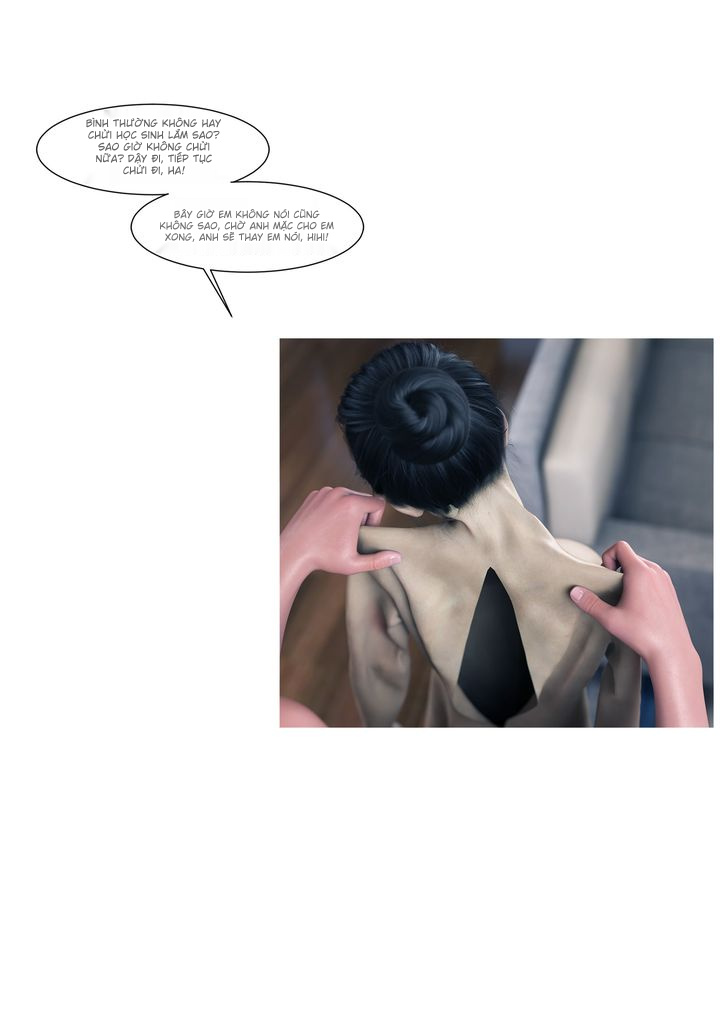 BÌNH THƯỜNG KHÔNG HAY
CHỬI HỌC SINH LẮM SAO?
SAO GIỜ KHÔNG CHỬI
NỮA? DẬY ĐI, TIẾP TỤC
CHỬI ĐI, HA!
BÂY GIỜ EM KHÔNG NÓI CŨNG
KHÔNG SAO, CHỜ ANH MẶC CHO EM
XONG, ANH SẼ THAY EM NÓI, HIHI!